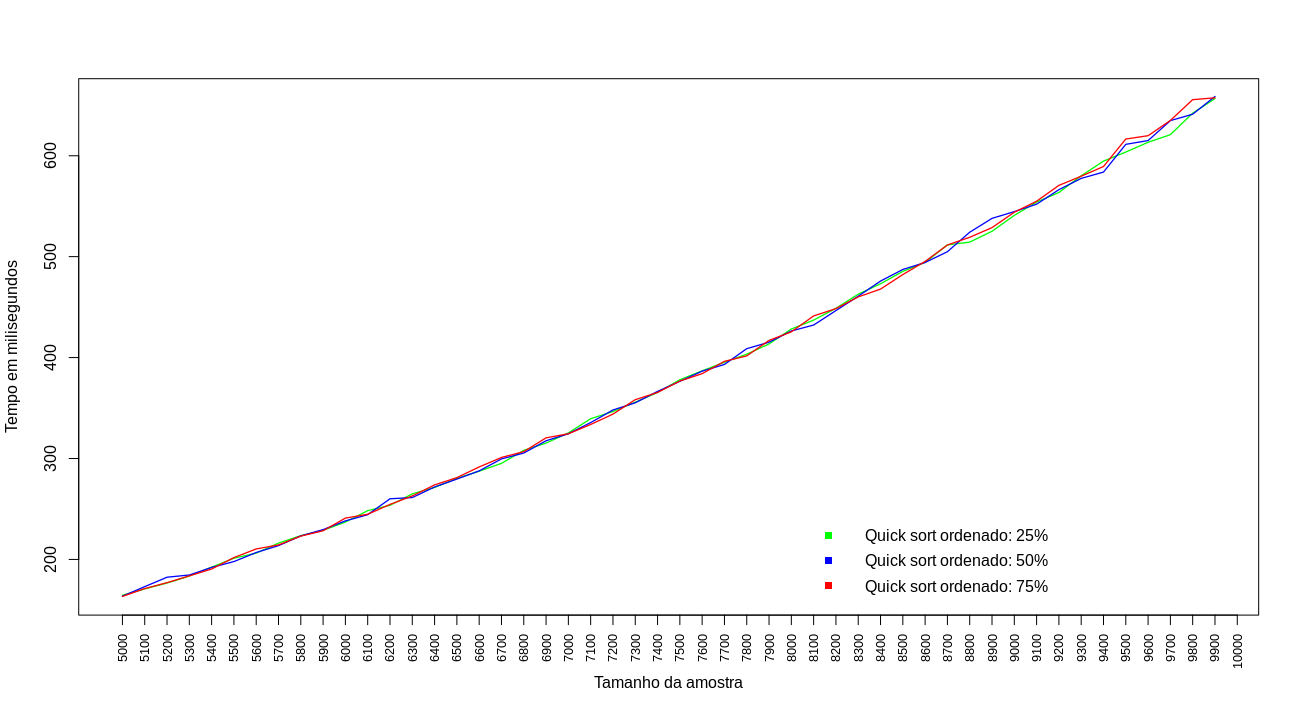 Tempo em milisegundos
600
500
400
300
200
Quick sort ordenado: 25%
Quick sort ordenado: 50%
Quick sort ordenado: 75%
5000 5100 5200 5300 5400 5500 5600 5700 5800 5900 6000 6100 6200 6300 6400 6500 6600 6700 6800 6900 7000 7100 7200 7300 7400 7500 7600 7700 7800 7900 8000 8100 8200 8300 8400 8500 8600 8700 8800 8900 9000 9100 9200 9300 9400 9500 9600 9700 9800 9900 10000
Tamanho da amostra